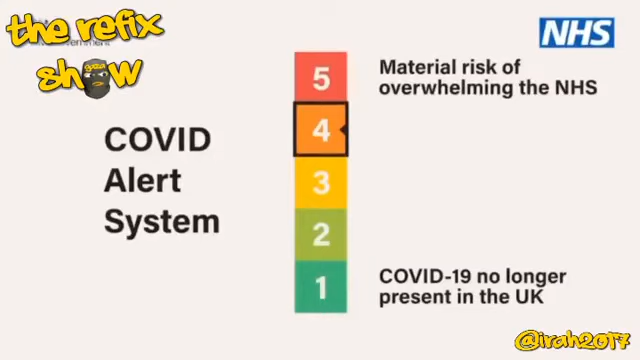 the refix
show
NHS
COVID
Alert
System
5
Material risk of
overwhelming the NHS
4
3
2
1
COVID-19 no longer
present in the UK
@irah2017